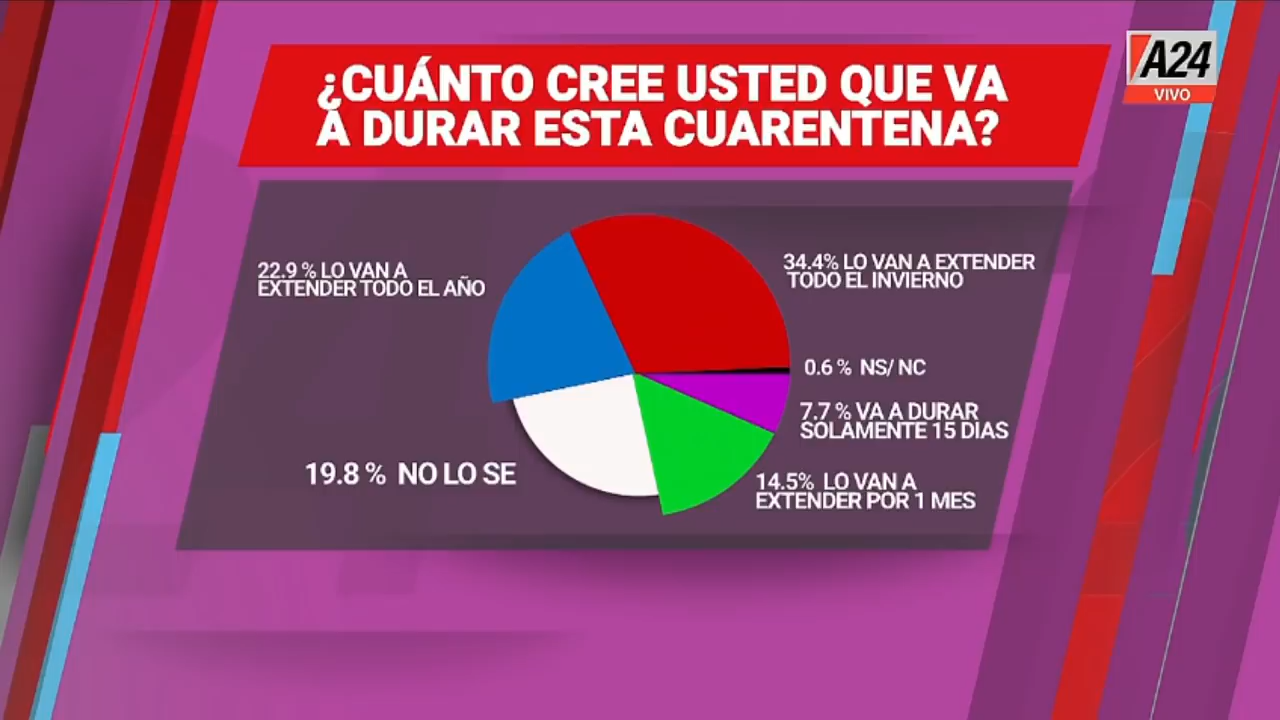 ¿CUÁNTO CREE USTED QUE VA
A DURAR ESTA CUARENTENA?
A24
VIVO
22.9 % LO VAN A
EXTENDER TODO EL AÑO
34.4% LO VAN A EXTENDER
TODO EL INVIERNO
0.6 % NS/ NC
7.7 % VA A DURAR
SOLAMENTE 15 DIAS
19.8 % NO LO SE
14.5% LO VAN A
EXTENDER POR 1 MES